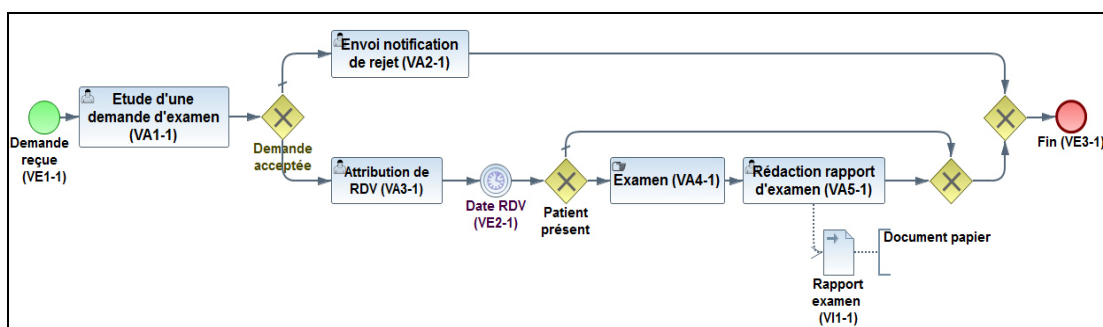 Envoi notification
de rejet (VA2-1)
Etude d'une
demande d'examen
(VA1-1)
Demande
reçue
(VE1-1)
Demande
acceptée
Fin (VE3-1)
Attribution de
RDV (VA3-1)
Date RDV
(VE2-1)
Patient
présent
Examen (VA4-1)
Rédaction rapport
d'examen (VA5-1)
Document papier
Rapport
examen
(VI1-1)